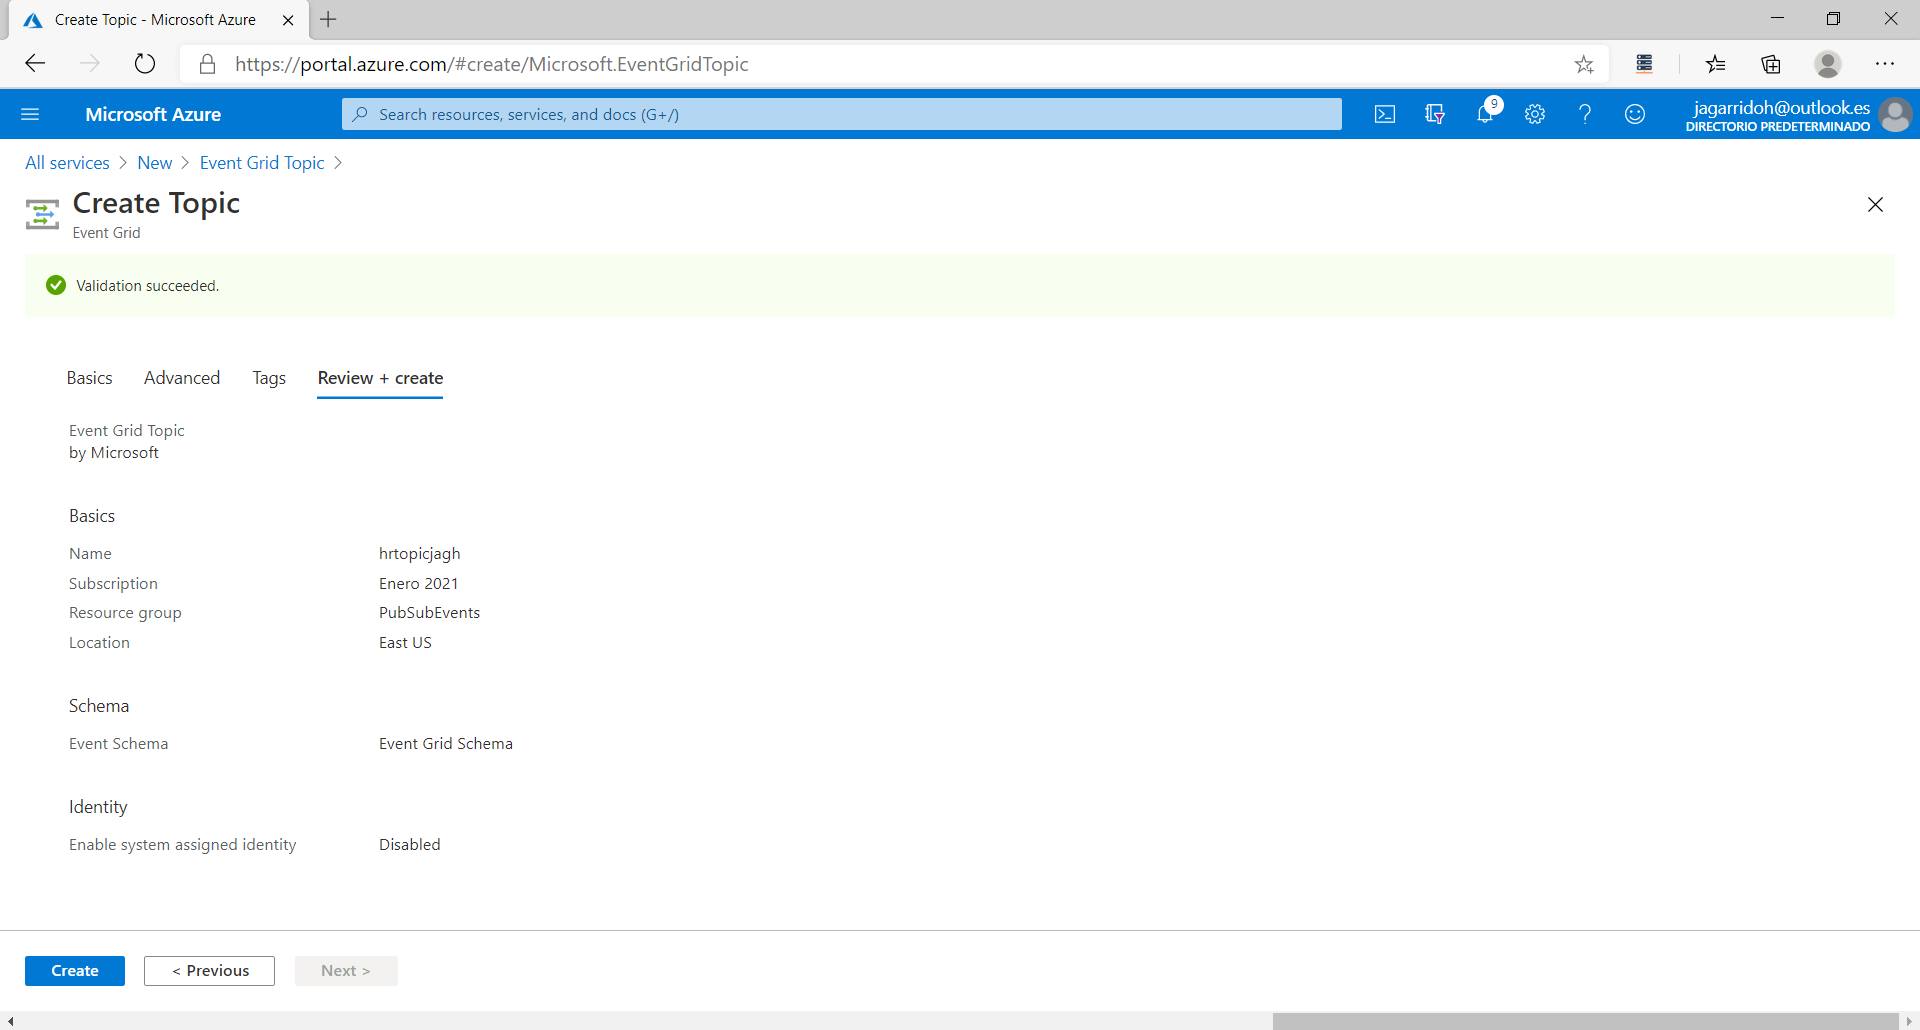 Create Topic - Microsoft Azure
https://portal.azure.com/#create/Microsoft.EventGridTopic
Microsoft Azure
Search resources, services, and docs (G+/)
9
jagarridoh@outlook.es
DIRECTORIO PREDETERMINADO
All services > New > Event Grid Topic >
Create Topic
Event Grid
Validation succeeded.
Basics Advanced Tags Review + create
Event Grid Topic
by Microsoft
Basics
Name hrtopicjagh
Subscription Enero 2021
Resource group PubSubEvents
Location East US
Schema
Event Schema Event Grid Schema
Identity
Enable system assigned identity Disabled
Create < Previous Next >